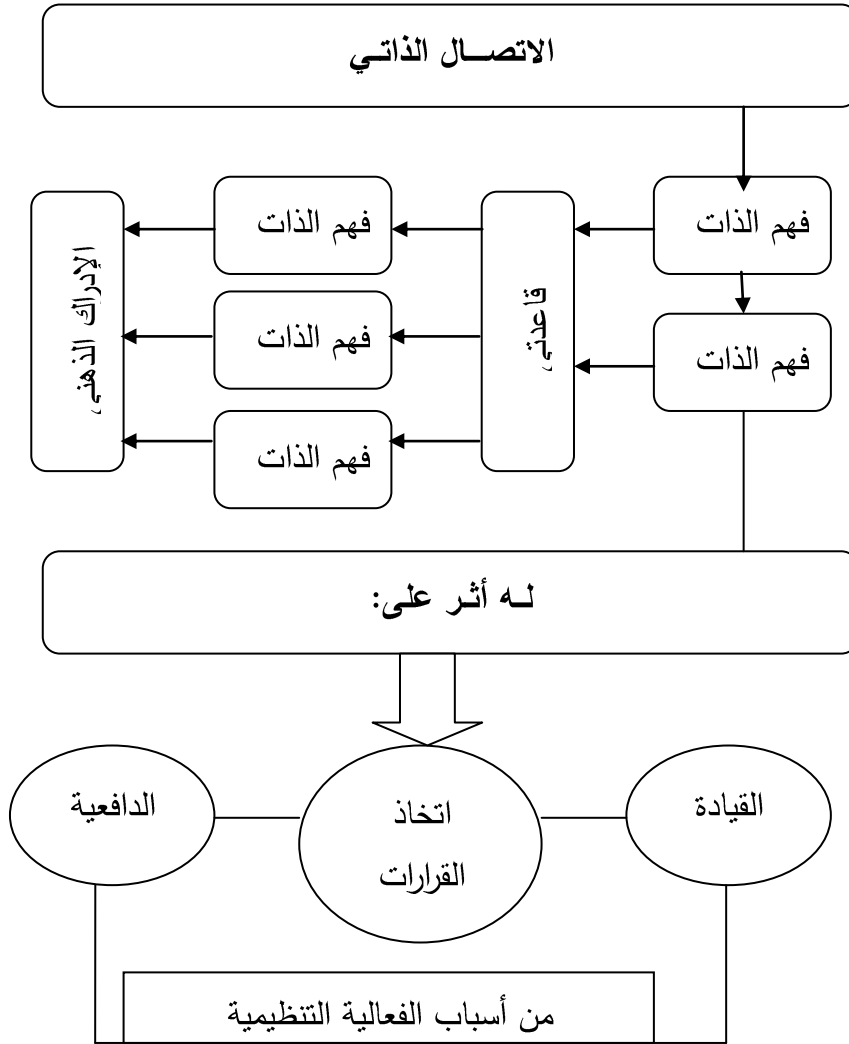 الاتصال الذاتي
فهم الذات
فهم الذات
قاعدتي
فهم الذات
فهم الذات
فهم الذات
الإدراك الذهني
له أثر على:
القيادة
اتخاذ
القرارات
الدافعية
من أسباب الفعالية التنظيمية